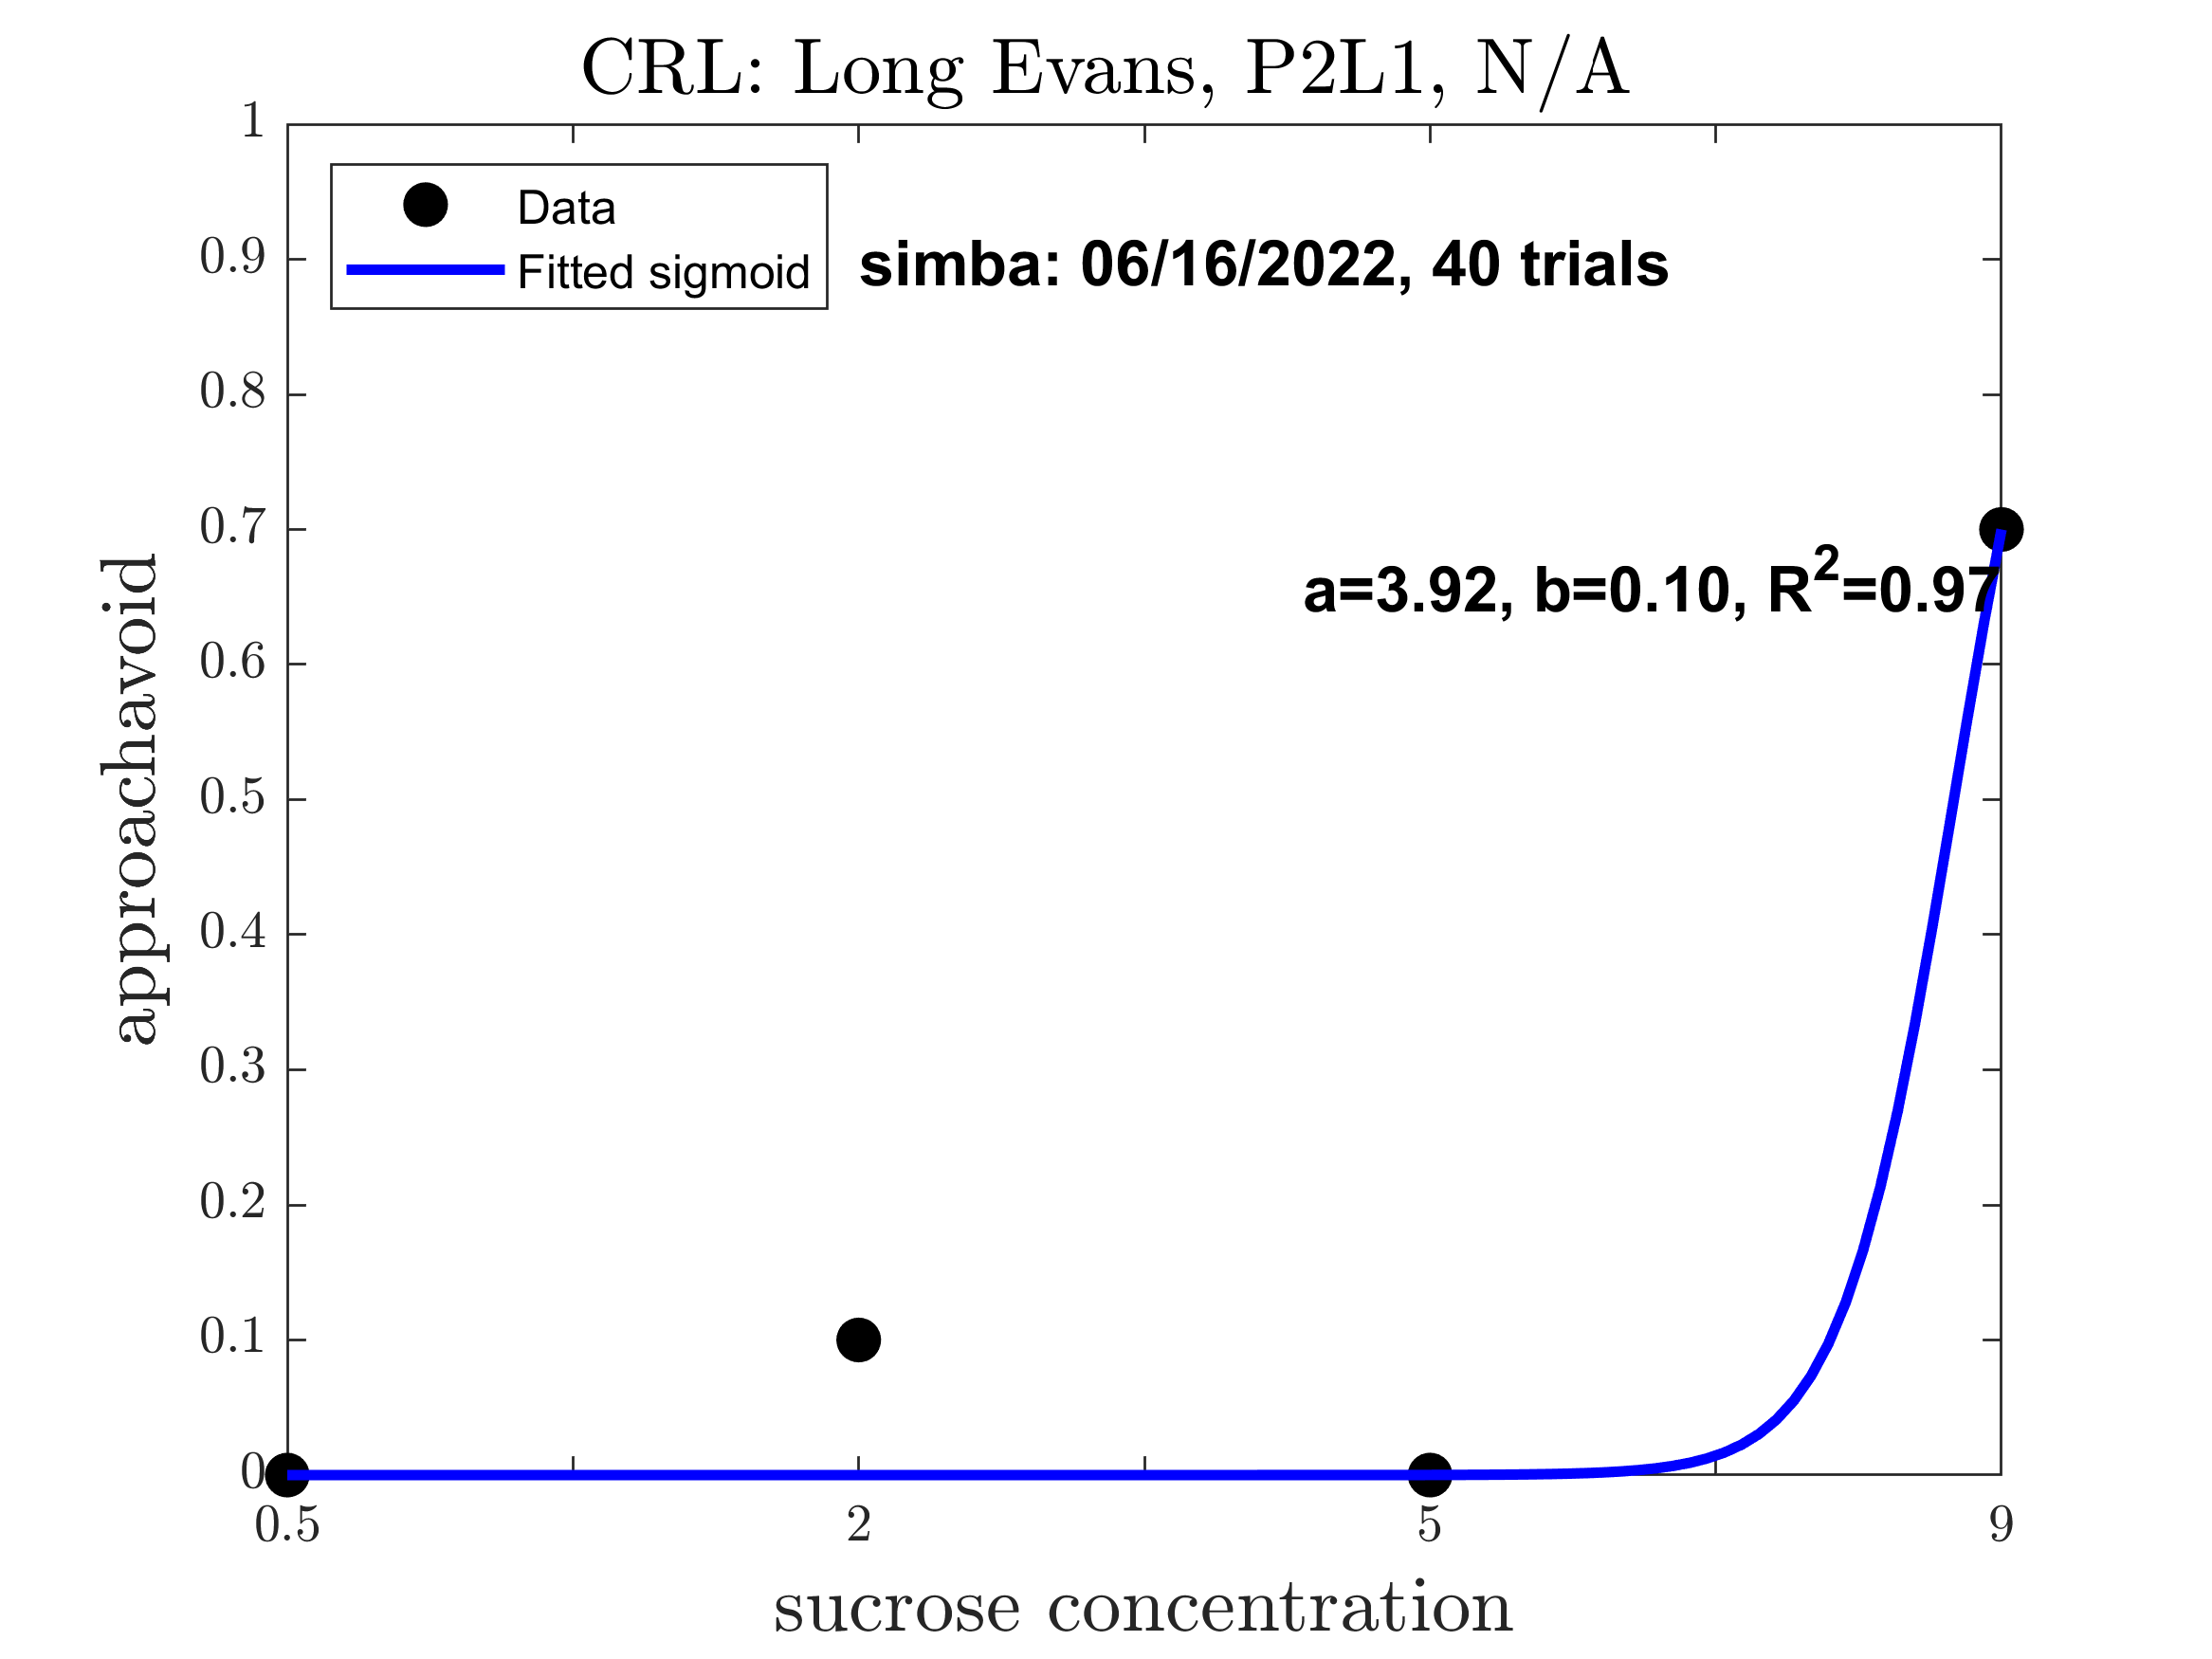 CRL: Long Evans, P2L1, N/A
1
Data
Fitted sigmoid
simba: 06/16/2022, 40 trials
0.9
0.8
0.7
a=3.92, b=0.10, R²=0.97
0.6
0.5
0.4
0.3
0.2
0.1
0
approachavoid
0.5 2 5 9
sucrose concentration